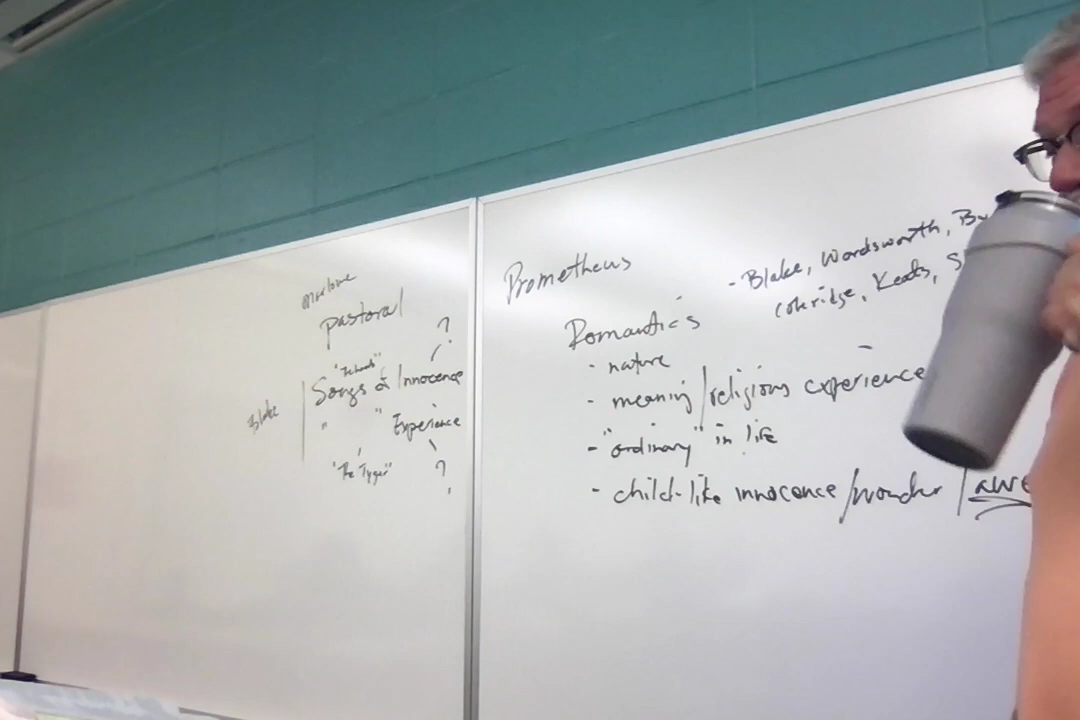 Marlowe
pastoral
?
Songs of Innocence
Blake
" " Experience
"The Tyger"
?
Prometheus
- Blake, Wordsworth, By
Coleridge, Keats, S
Romantics
- nature
- meaning/religious experience
- "ordinary" in life
- child-like innocence/wonder/awe